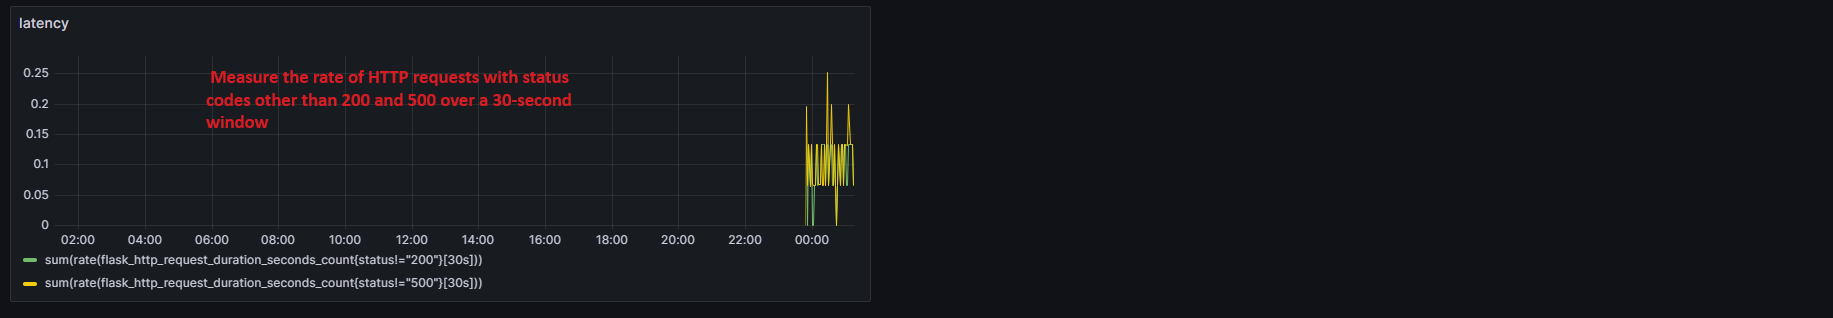 latency
Measure the rate of HTTP requests with status
codes other than 200 and 500 over a 30-second
window
0.25
0.2
0.15
0.1
0.05
0
02:00 04:00 06:00 08:00 10:00 12:00 14:00 16:00 18:00 20:00 22:00 00:00
sum(rate(flask_http_request_duration_seconds_count{status!="200"}[30s]))
sum(rate(flask_http_request_duration_seconds_count{status!="500"}[30s]))